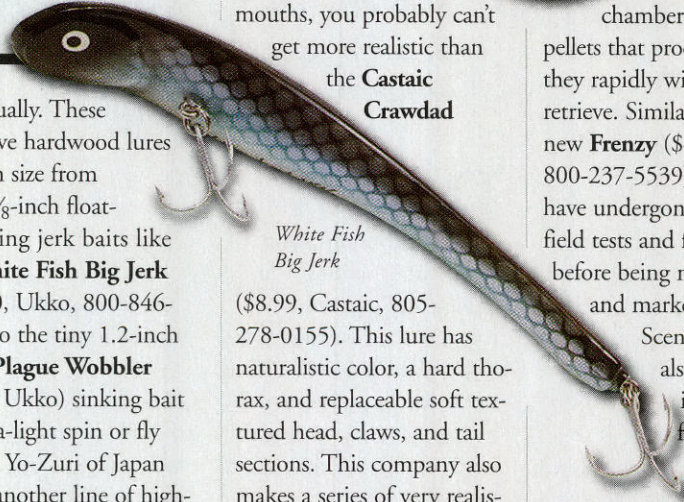 ually. These
ve hardwood lures
size from
-inch float-
ing jerk baits like
ite Fish Big Jerk
Ukko, 800-846-
o the tiny 1.2-inch
Plague Wobbler
Ukko) sinking bait
a-light spin or fly
Yo-Zuri of Japan
another line of high-
mouths, you probably can't
get more realistic than
the Castaic
Crawdad
White Fish
Big Jerk
($8.99, Castaic, 805-
278-0155). This lure has
naturalistic color, a hard tho-
rax, and replaceable soft tex-
tured head, claws, and tail
sections. This company also
makes a series of very realis-
chamber
pellets that pro
they rapidly wi
retrieve. Simila
new Frenzy ($
800-237-5539
have undergon
field tests and f
before being m
and marke
Scen
als